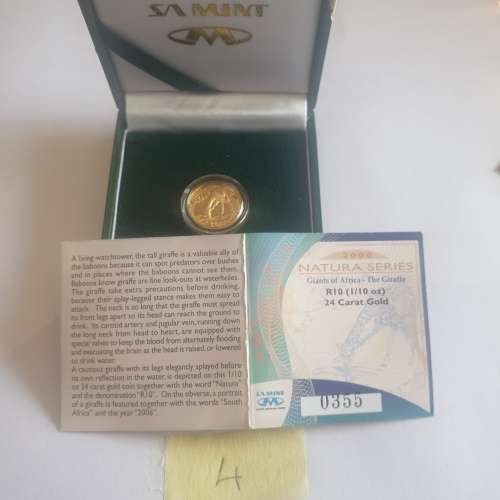 SA MINT
A living watchtower, the tall giraffe is a valuable ally of
the baboons because it can spot predators over bushes
and in places where the baboons cannot see them.
Baboons know giraffe are fine look-outs at waterholes.
The giraffe take extra precautions before drinking,
because their splay-legged stance makes them easy to
attack. The neck is so long that the giraffe must spread
its front legs apart so its head can reach the ground to
drink. Its carotid artery and jugular vein, running down
the long neck from head to heart, are equipped with
special valves to keep the blood from alternately flooding
and evacuating the brain as the head is raised, or lowered
to drink water.
A cautious giraffe with its legs elegantly splayed before
its own reflection in the water, is depicted on this 1/10
oz 24 carat gold coin together with the word "Natura" and
the denomination "R10". On the obverse, a portrait
of a giraffe is featured together with the words "South
Africa" and the year "2006".
2006
NATURA SERIES
Giants of Africa - The Giraffe
R10 (1/10 oz)
24 Carat Gold
SA MINT
0355
4